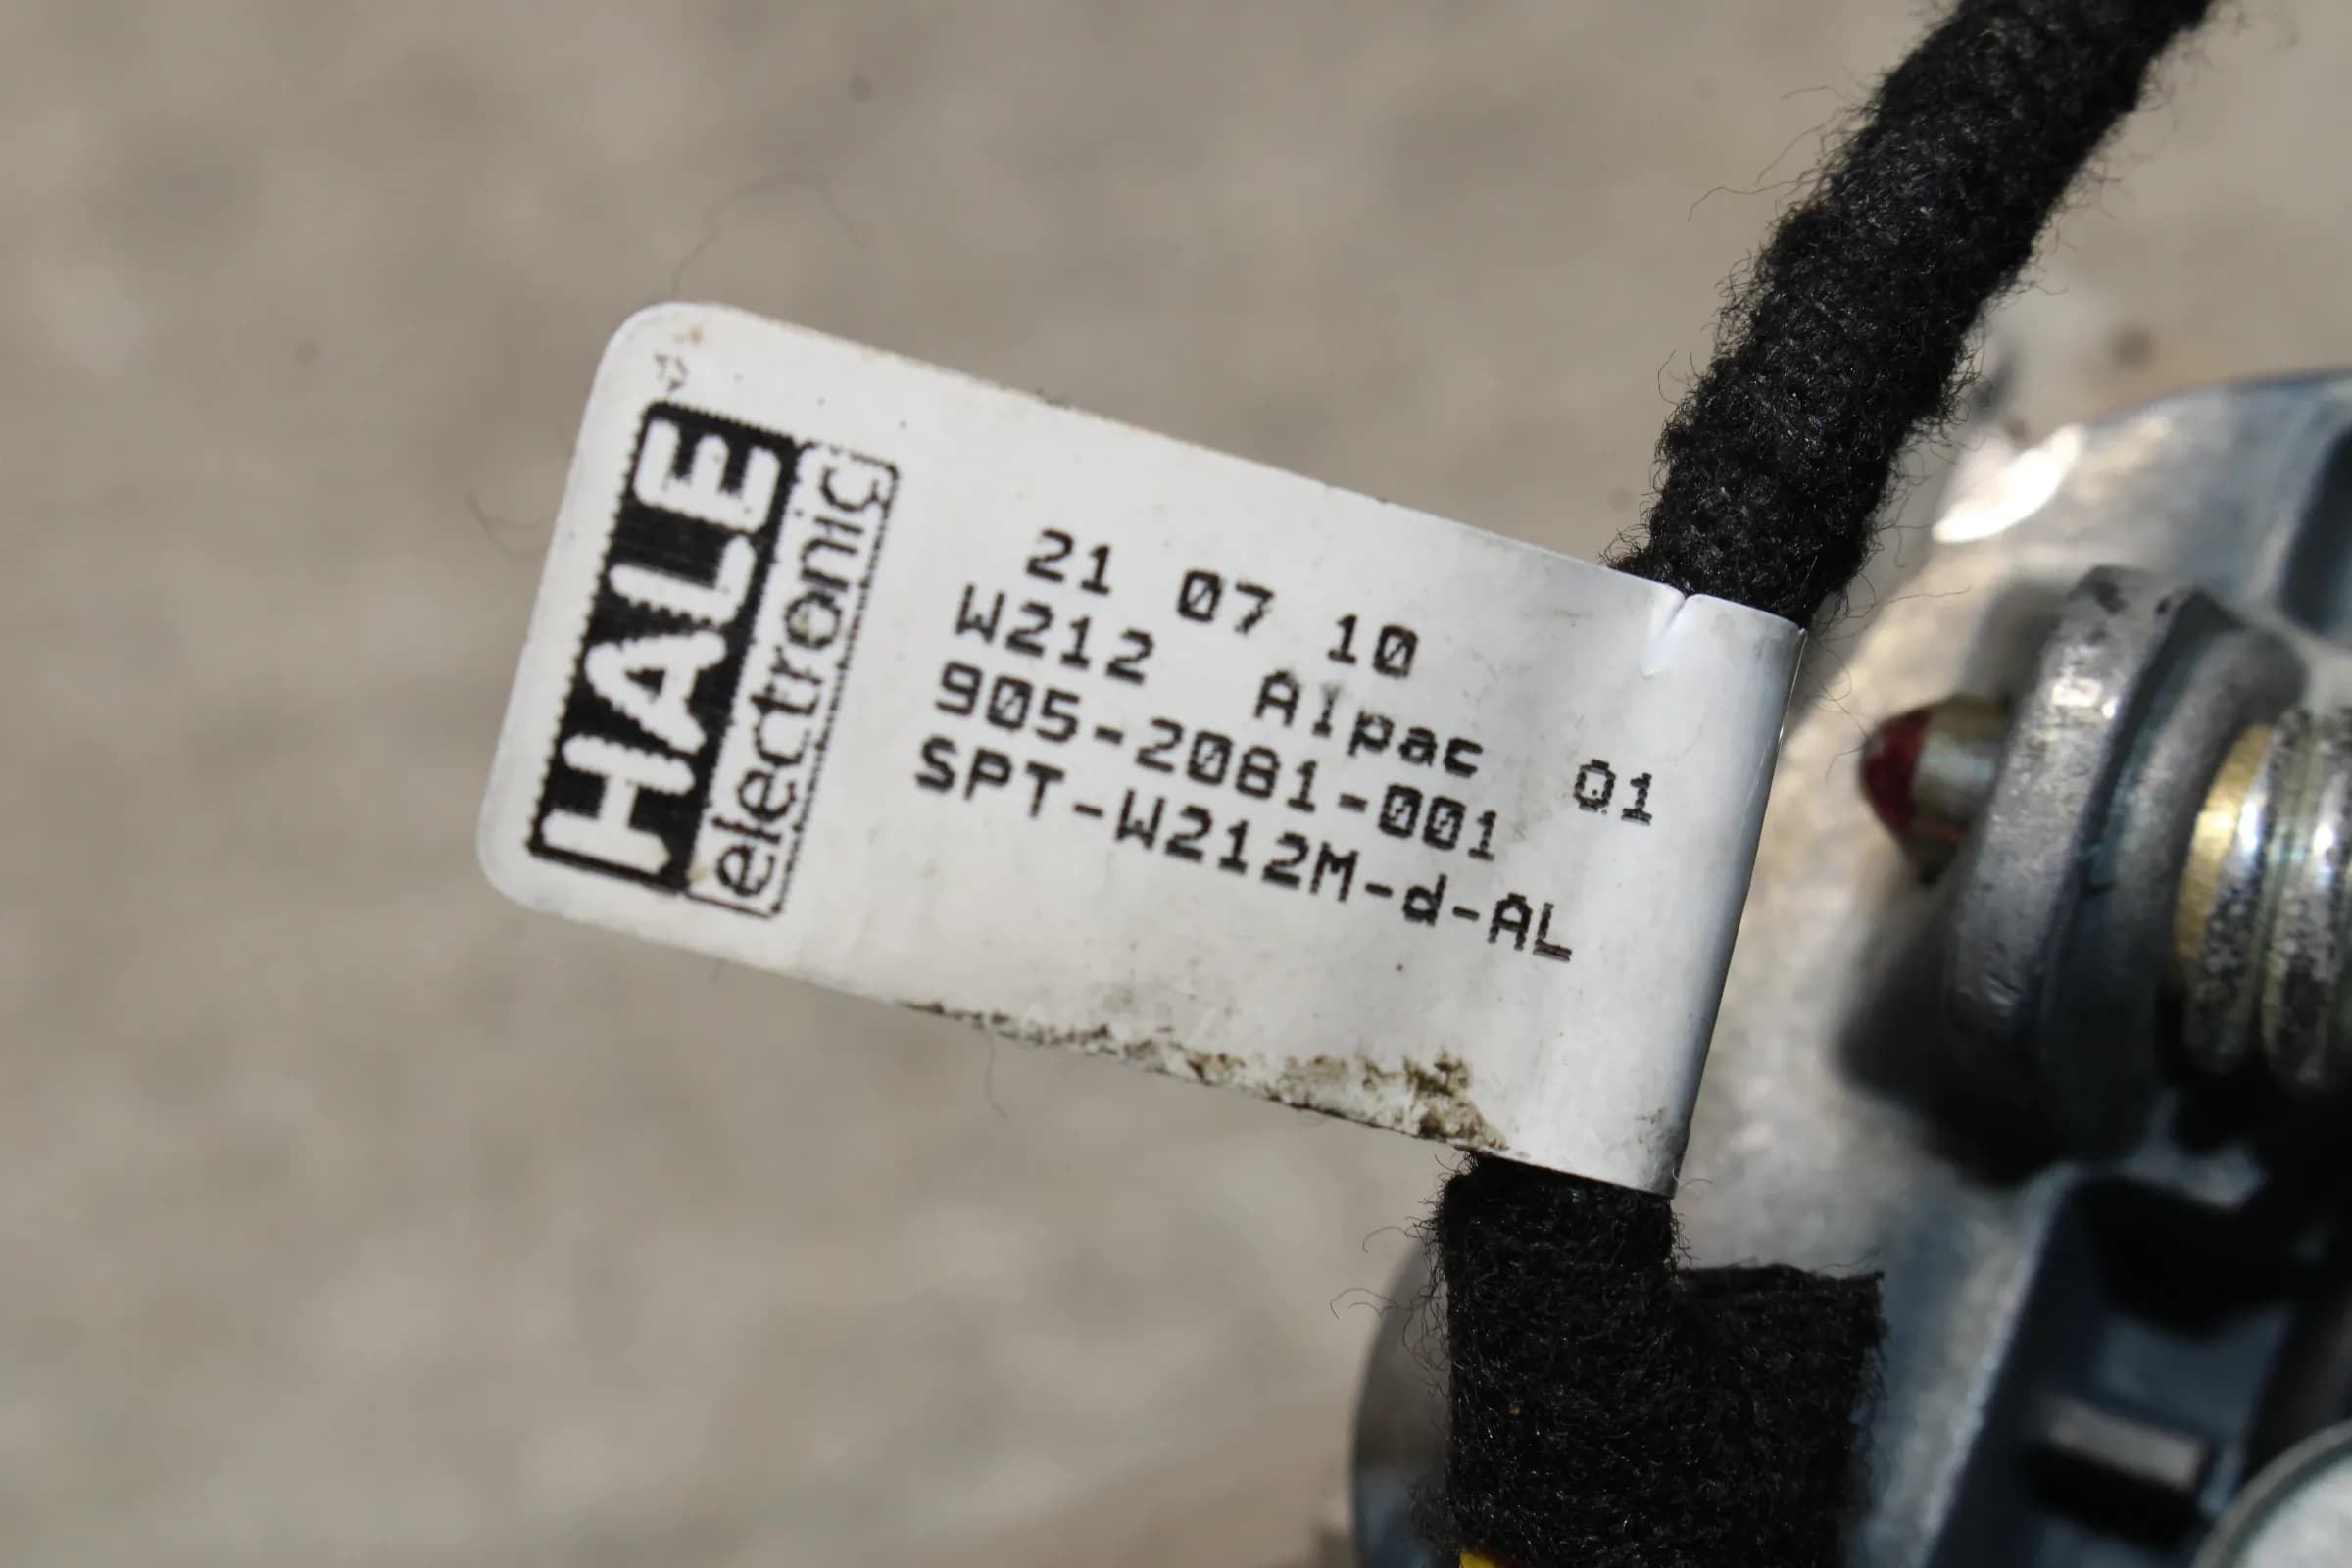 HALE
electronic
21 07 10
W212 Alpac 01
905-2081-001
SPT-W212M-d-AL